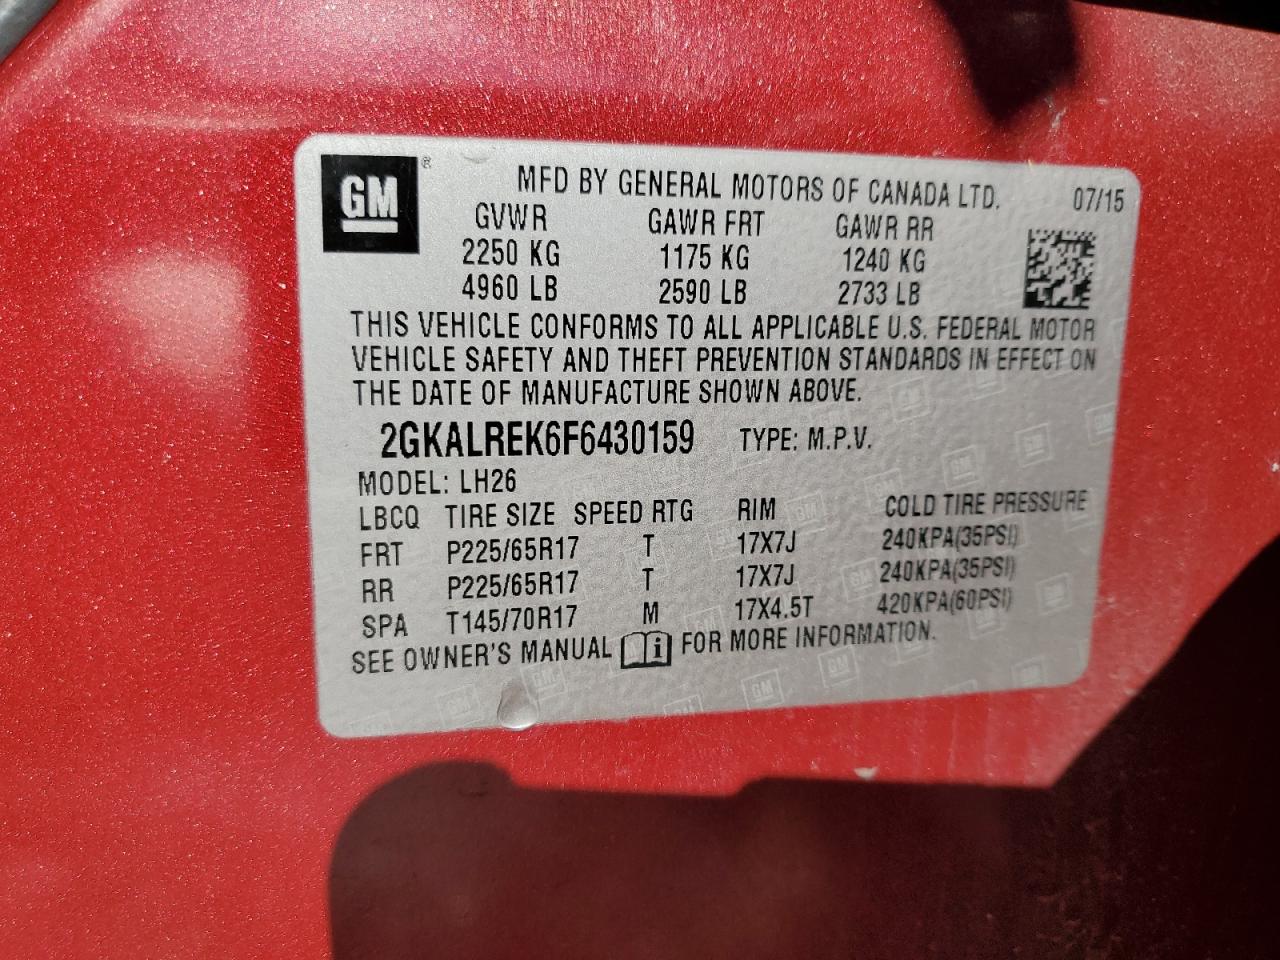 GM®
MFD BY GENERAL MOTORS OF CANADA LTD. 07/15
GVWR GAWR FRT GAWR RR
2250 KG 1175 KG 1240 KG
4960 LB 2590 LB 2733 LB
THIS VEHICLE CONFORMS TO ALL APPLICABLE U.S. FEDERAL MOTOR
VEHICLE SAFETY AND THEFT PREVENTION STANDARDS IN EFFECT ON
THE DATE OF MANUFACTURE SHOWN ABOVE.
2GKALREK6F6430159 TYPE: M.P.V.
MODEL: LH26
LBCQ TIRE SIZE SPEED RTG RIM COLD TIRE PRESSURE
FRT P225/65R17 T 17X7J 240KPA(35PSI)
RR P225/65R17 T 17X7J 240KPA(35PSI)
SPA T145/70R17 M 17X4.5T 420KPA(60PSI)
SEE OWNER'S MANUAL i FOR MORE INFORMATION.